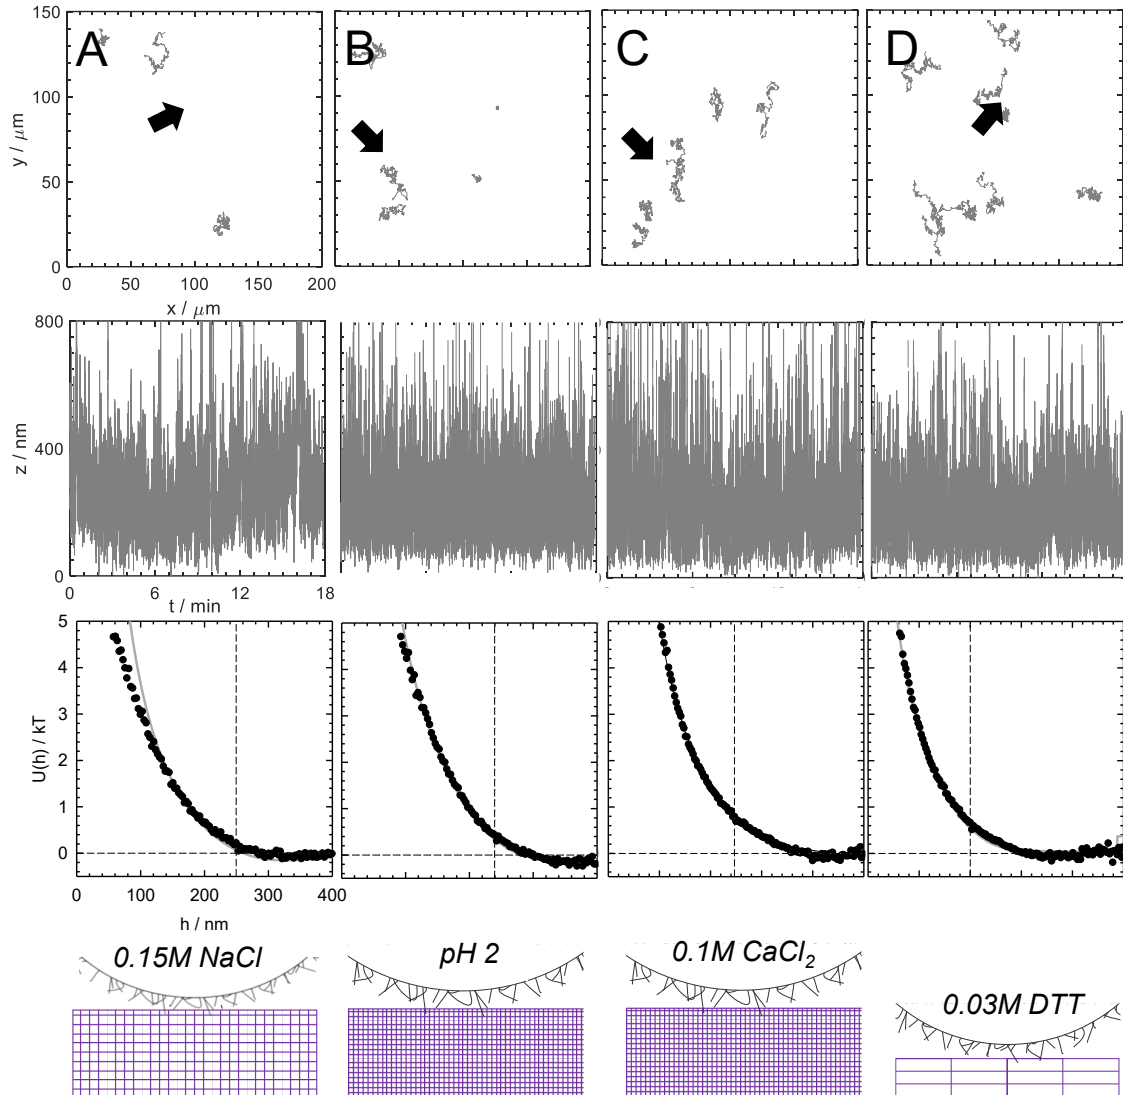 A B C D
150
100
50
0
y / μm
0 50 100 150 200
x / μm
800
400
0
z / nm
0 6 12 18
t / min
5
4
3
2
1
0
U(h) / kT
0 100 200 300 400
h / nm
0.15M NaCl pH 2 0.1M CaCl₂
0.03M DTT